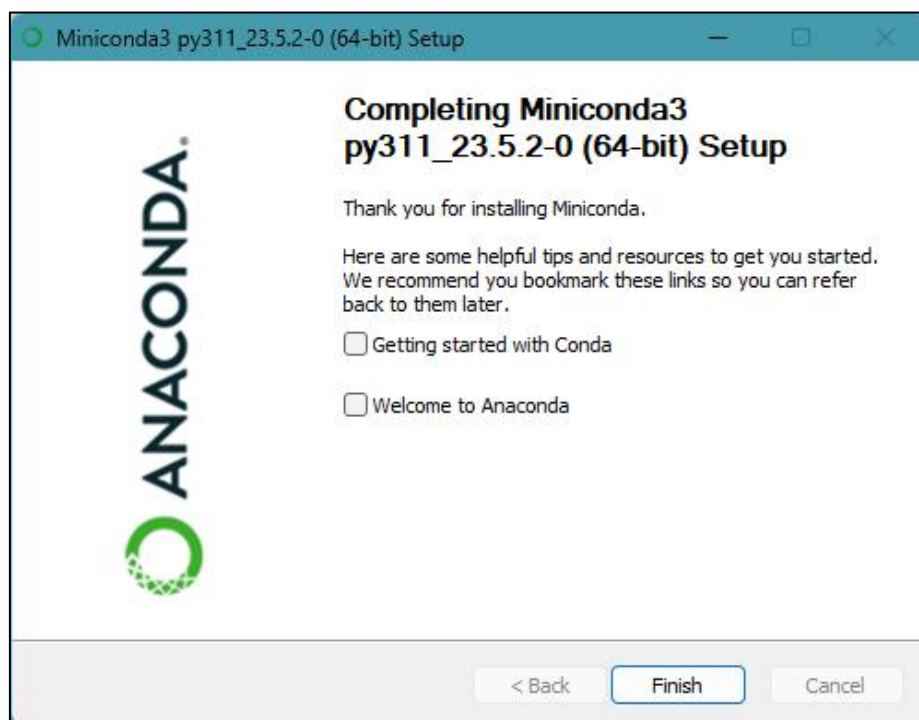 Miniconda3 py311_23.5.2-0 (64-bit) Setup
ANACONDA.
Completing Miniconda3
py311_23.5.2-0 (64-bit) Setup
Thank you for installing Miniconda.
Here are some helpful tips and resources to get you started.
We recommend you bookmark these links so you can refer
back to them later.
Getting started with Conda
Welcome to Anaconda
< Back
Finish
Cancel